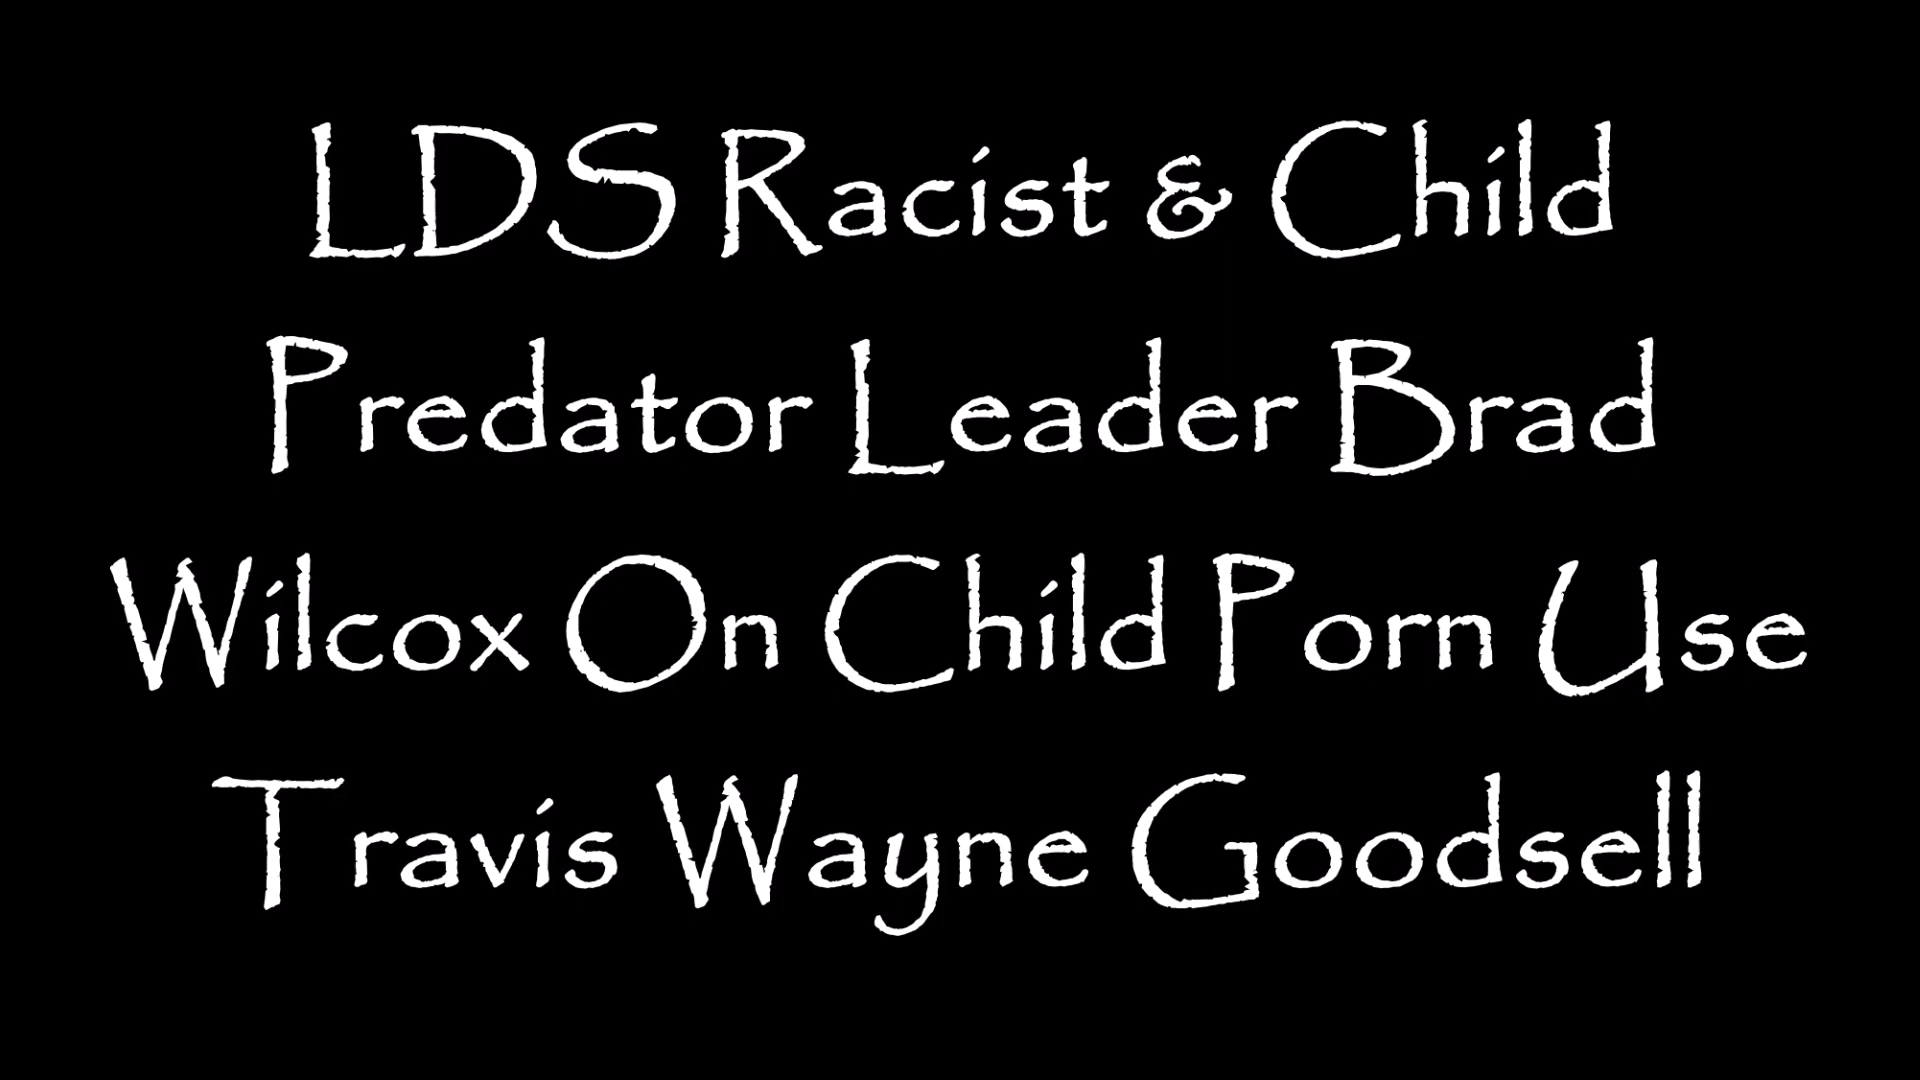 LDS Racist & Child
Predator Leader Brad
Wilcox On Child Porn Use
Travis Wayne Goodsell